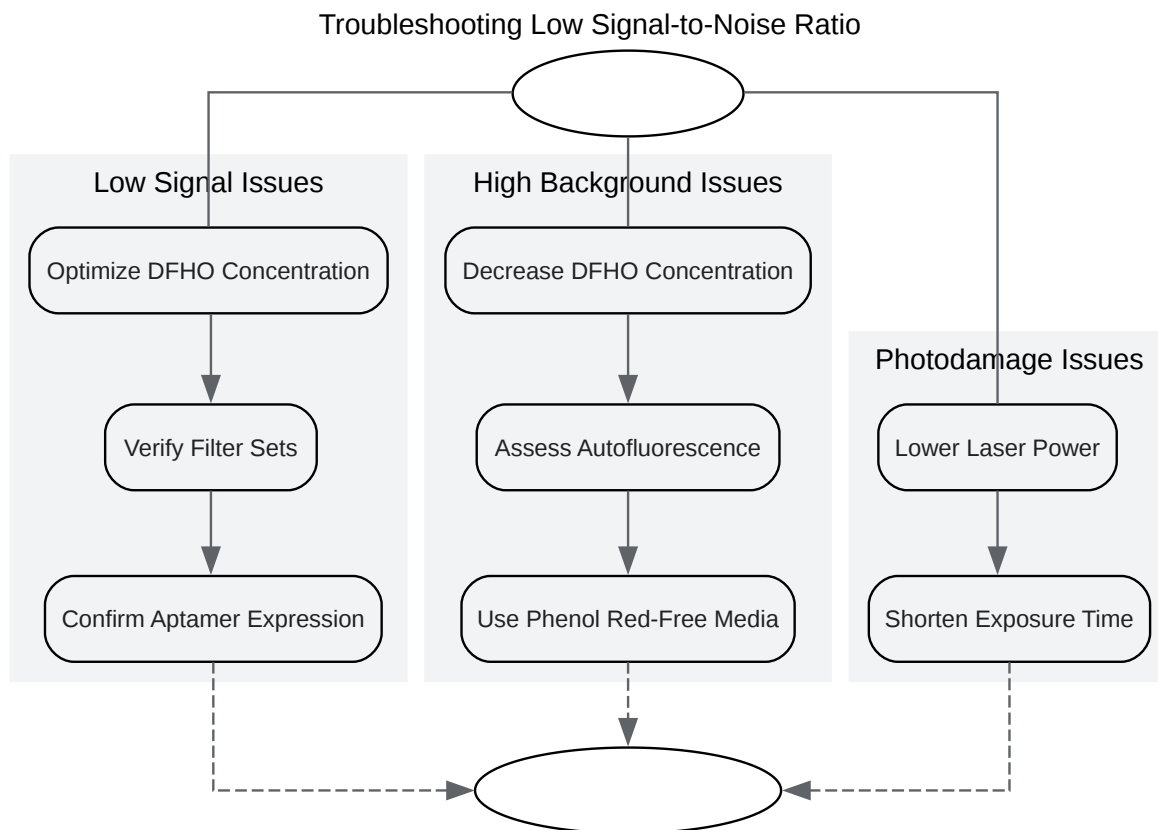 Troubleshooting Low Signal-to-Noise Ratio
Low Signal Issues
Optimize DFHO Concentration
Verify Filter Sets
Confirm Aptamer Expression
High Background Issues
Decrease DFHO Concentration
Assess Autofluorescence
Use Phenol Red-Free Media
Photodamage Issues
Lower Laser Power
Shorten Exposure Time